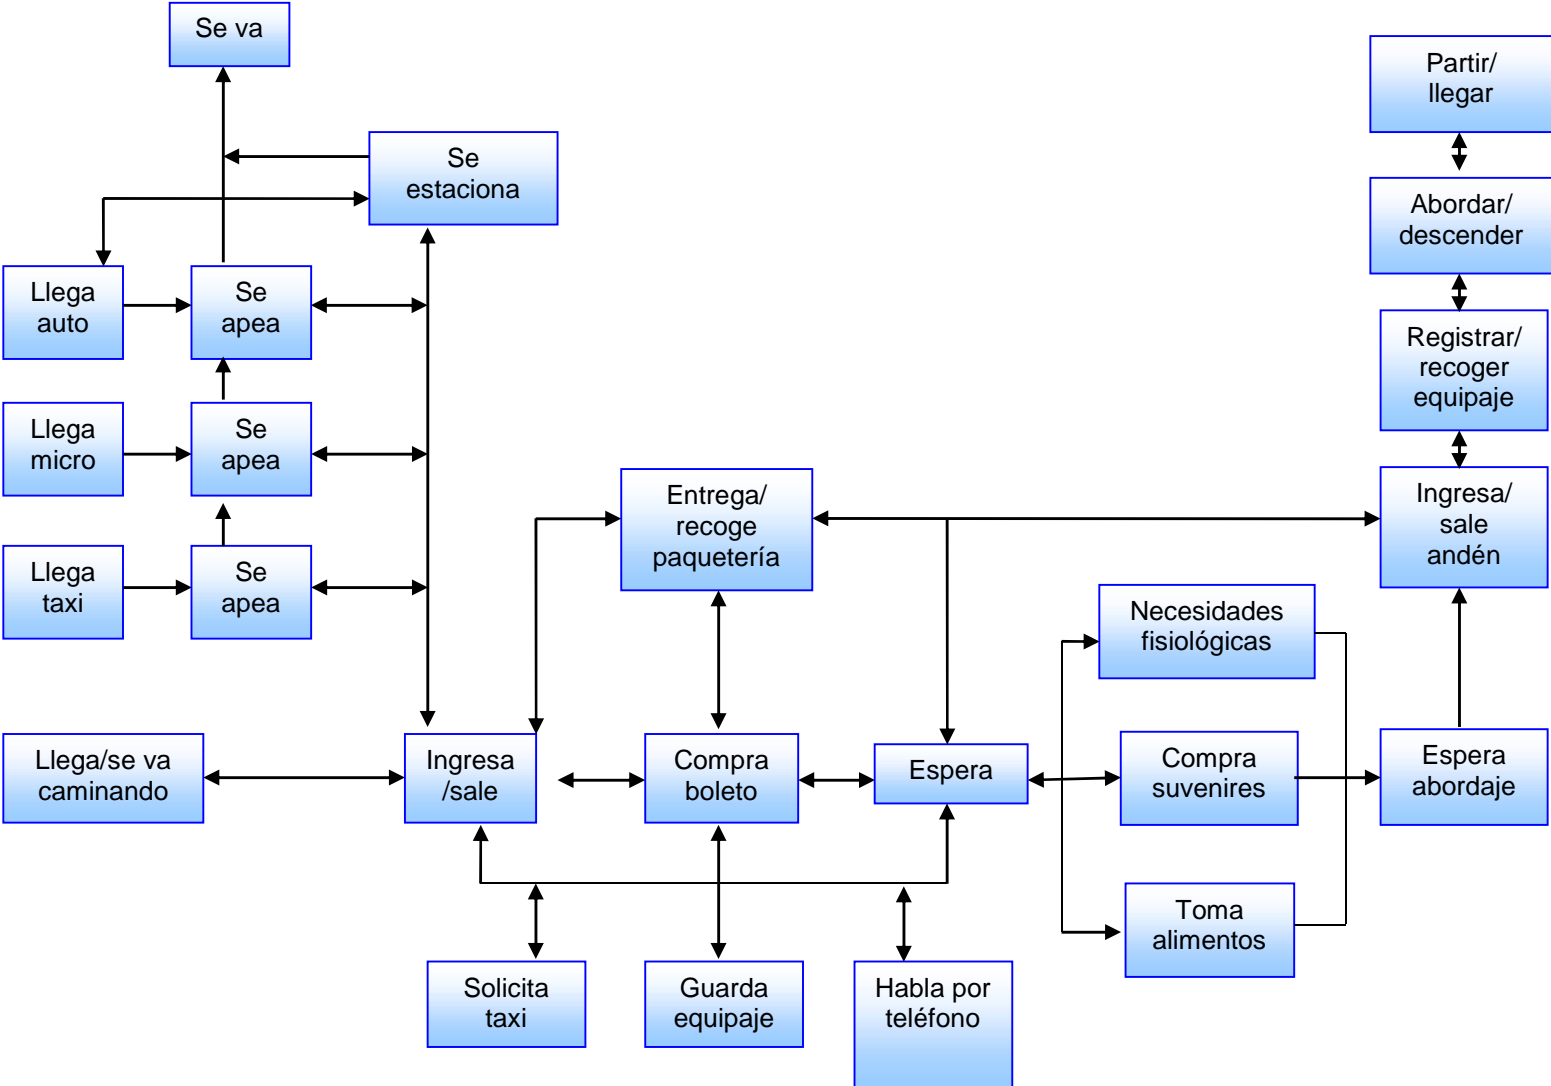 Se va
Partir/
llegar
Se
estaciona
Abordar/
descender
Llega
auto
Se
apea
Registrar/
recoger
equipaje
Llega
micro
Se
apea
Entrega/
recoge
paquetería
Ingresa/
sale
andén
Llega
taxi
Se
apea
Necesidades
fisiológicas
Llega/se va
caminando
Ingresa
/sale
Compra
boleto
Espera
Compra
suvenires
Espera
abordaje
Toma
alimentos
Solicita
taxi
Guarda
equipaje
Habla por
teléfono